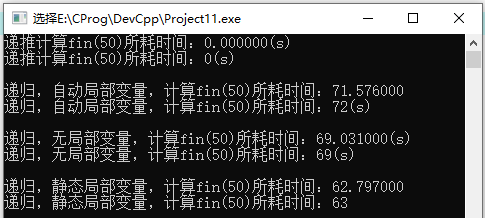 选择E:\CProg\DevCpp\Project11.exe
递推计算fin(50)所耗时间：0.000000(s)
递推计算fin(50)所耗时间：0(s)
递归，自动局部变量，计算fin(50)所耗时间：71.576000
递归，自动局部变量，计算fin(50)所耗时间：72(s)
递归，无局部变量，计算fin(50)所耗时间：69.031000(s)
递归，无局部变量，计算fin(50)所耗时间：69(s)
递归，静态局部变量，计算fin(50)所耗时间：62.797000
递归，静态局部变量，计算fin(50)所耗时间：63